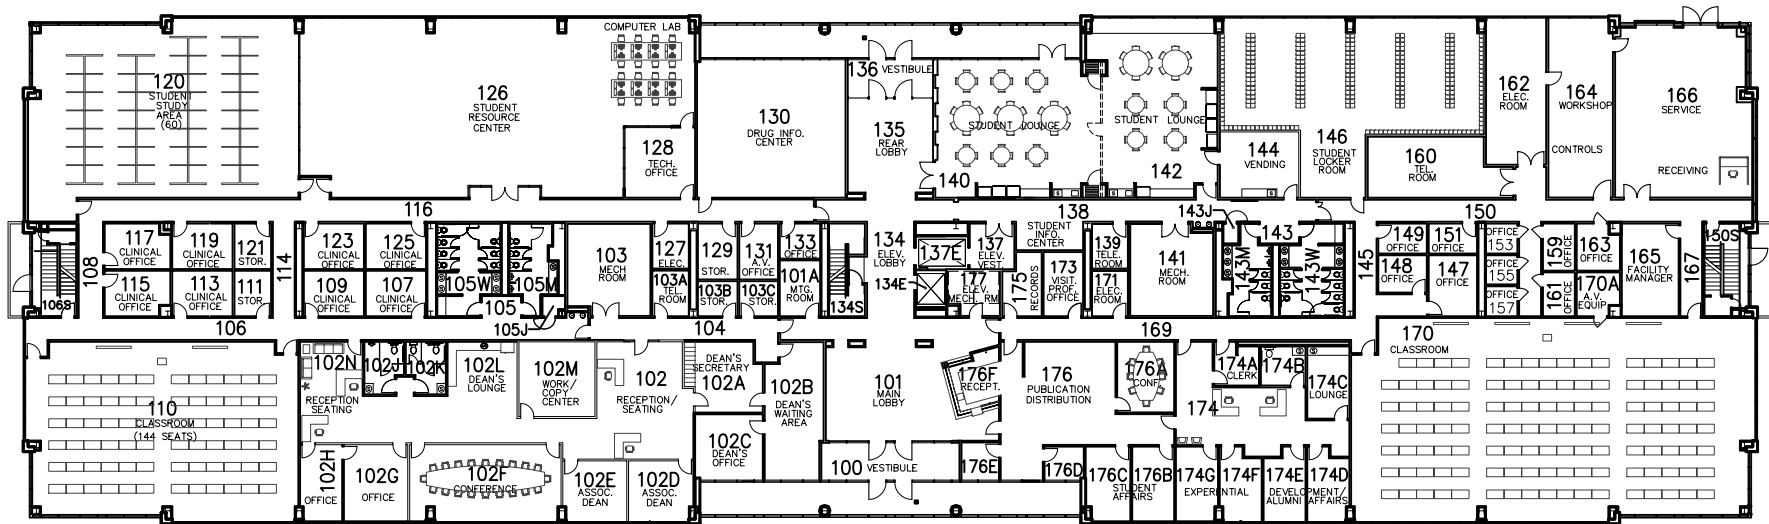 COMPUTER LAB
120
STUDENT
STUDY
AREA
(60)
126
STUDENT
RESOURCE
CENTER
128
TECH.
OFFICE
130
DRUG INFO.
CENTER
136 VESTIBULE
135
REAR
LOBBY
STUDENT LOUNGE
140
STUDENT LOUNGE
142
144
VENDING
146
STUDENT
LOCKER
ROOM
160
TEL.
ROOM
162
ELEC.
ROOM
164
WORKSHOP
CONTROLS
166
SERVICE
RECEIVING
116
138
STUDENT
INFO.
CENTER
143J
143
150
106S
108
117
CLINICAL
OFFICE
119
CLINICAL
OFFICE
121
STOR.
115
CLINICAL
OFFICE
113
CLINICAL
OFFICE
111
STOR.
114
123
CLINICAL
OFFICE
125
CLINICAL
OFFICE
109
CLINICAL
OFFICE
107
CLINICAL
OFFICE
105W
105M
105
105J
103
MECH
ROOM
127
ELEC.
103A
TEL.
ROOM
129
STOR.
131
A.V.
OFFICE
133
OFFICE
103B
STOR.
103C
STOR.
101A
MTG.
ROOM
134S
134
ELEV.
LOBBY
137E
134E
137
ELEV.
VEST.
177
ELEV.
MECH. RM
175
RECORDS
173
VISIT.
PROF.
OFFICE
139
TELE.
ROOM
171
ELEC.
ROOM
141
MECH.
ROOM
143M
143W
145
149
OFFICE
151
OFFICE
148
OFFICE
147
OFFICE
OFFICE
153
OFFICE
155
OFFICE
157
159
OFFICE
161
OFFICE
163
OFFICE
170A
A.V.
EQUIP.
165
FACILITY
MANAGER
167
150S
106
104
169
110
CLASSROOM
(144 SEATS)
102N
RECEPTION
SEATING
102J
102K
102L
DEAN'S
LOUNGE
102M
WORK/
COPY
CENTER
102
RECEPTION/
SEATING
DEAN'S
SECRETARY
102A
102B
DEAN'S
WAITING
AREA
102C
DEAN'S
OFFICE
102H
OFFICE
102G
OFFICE
102F
CONFERENCE
102E
ASSOC.
DEAN
102D
ASSOC.
DEAN
101
MAIN
LOBBY
100 VESTIBULE
176F
RECEPT.
176
PUBLICATION
DISTRIBUTION
176A
CONF.
176E
176D
176C
176B
STUDENT
AFFAIRS
174
174A
CLERK
174B
174C
LOUNGE
174G
174F
EXPERENTIAL
174E
174D
DEVELOPMENT/
ALUMNI AFFAIRS
170
CLASSROOM